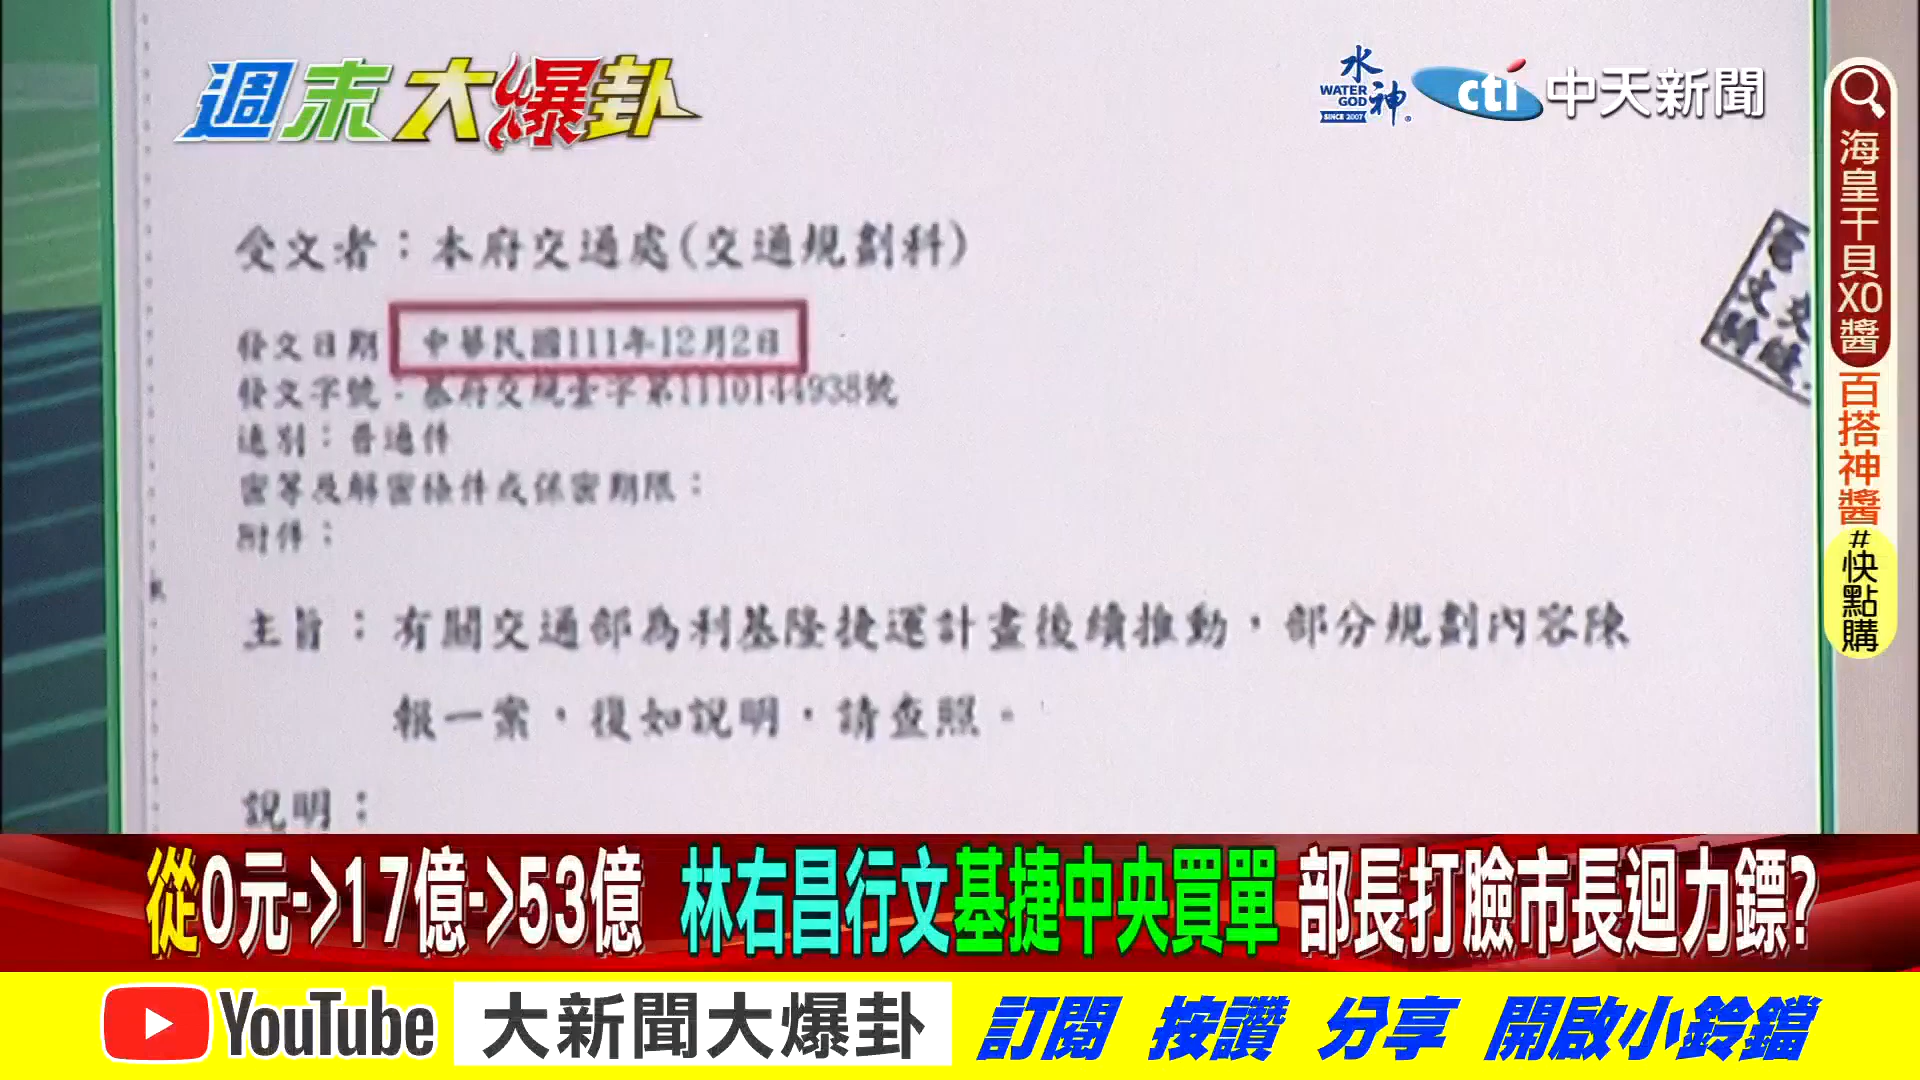 週末大爆卦
水神
WATER GOD
SINCE 2007
cti 中天新聞
海皇干貝XO醬
百搭神醬
#快點購
受文者：本府交通處(交通規劃科)
發文日期 中華民國111年12月2日
發文字號：基府交規壹字第1110144938號
速別：普通件
密等及解密條件或保密期限：
附件：
主旨：有關交通部為利基隆捷運計畫後續推動，部分規劃內容陳
報一案，復如說明，請查照。
說明：
從0元->17億->53億 林右昌行文基捷中央買單 部長打臉市長迴力鏢?
YouTube 大新聞大爆卦 訂閱 按讚 分享 開啟小鈴鐺